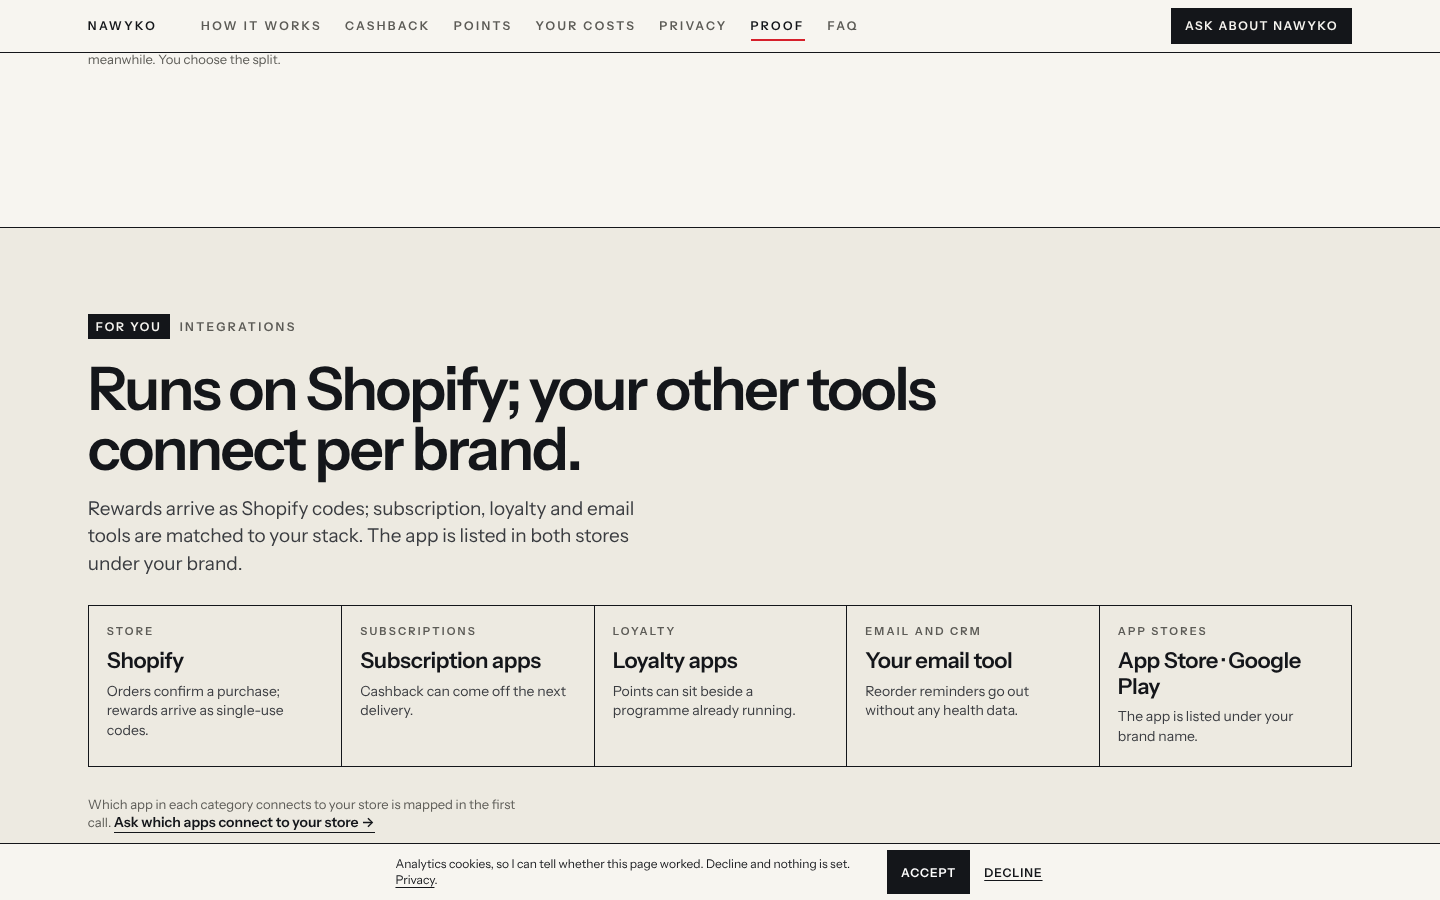 NAWYKO HOW IT WORKS CASHBACK POINTS YOUR COSTS PRIVACY PROOF FAQ ASK ABOUT NAWYKO
meanwhile. You choose the split.
FOR YOU INTEGRATIONS
Runs on Shopify; your other tools
connect per brand.
Rewards arrive as Shopify codes; subscription, loyalty and email
tools are matched to your stack. The app is listed in both stores
under your brand.
STORE
Shopify
Orders confirm a purchase;
rewards arrive as single-use
codes.
SUBSCRIPTIONS
Subscription apps
Cashback can come off the next
delivery.
LOYALTY
Loyalty apps
Points can sit beside a
programme already running.
EMAIL AND CRM
Your email tool
Reorder reminders go out
without any health data.
APP STORES
App Store · Google
Play
The app is listed under your
brand name.
Which app in each category connects to your store is mapped in the first
call. Ask which apps connect to your store →
Analytics cookies, so I can tell whether this page worked. Decline and nothing is set.
Privacy.
ACCEPT DECLINE